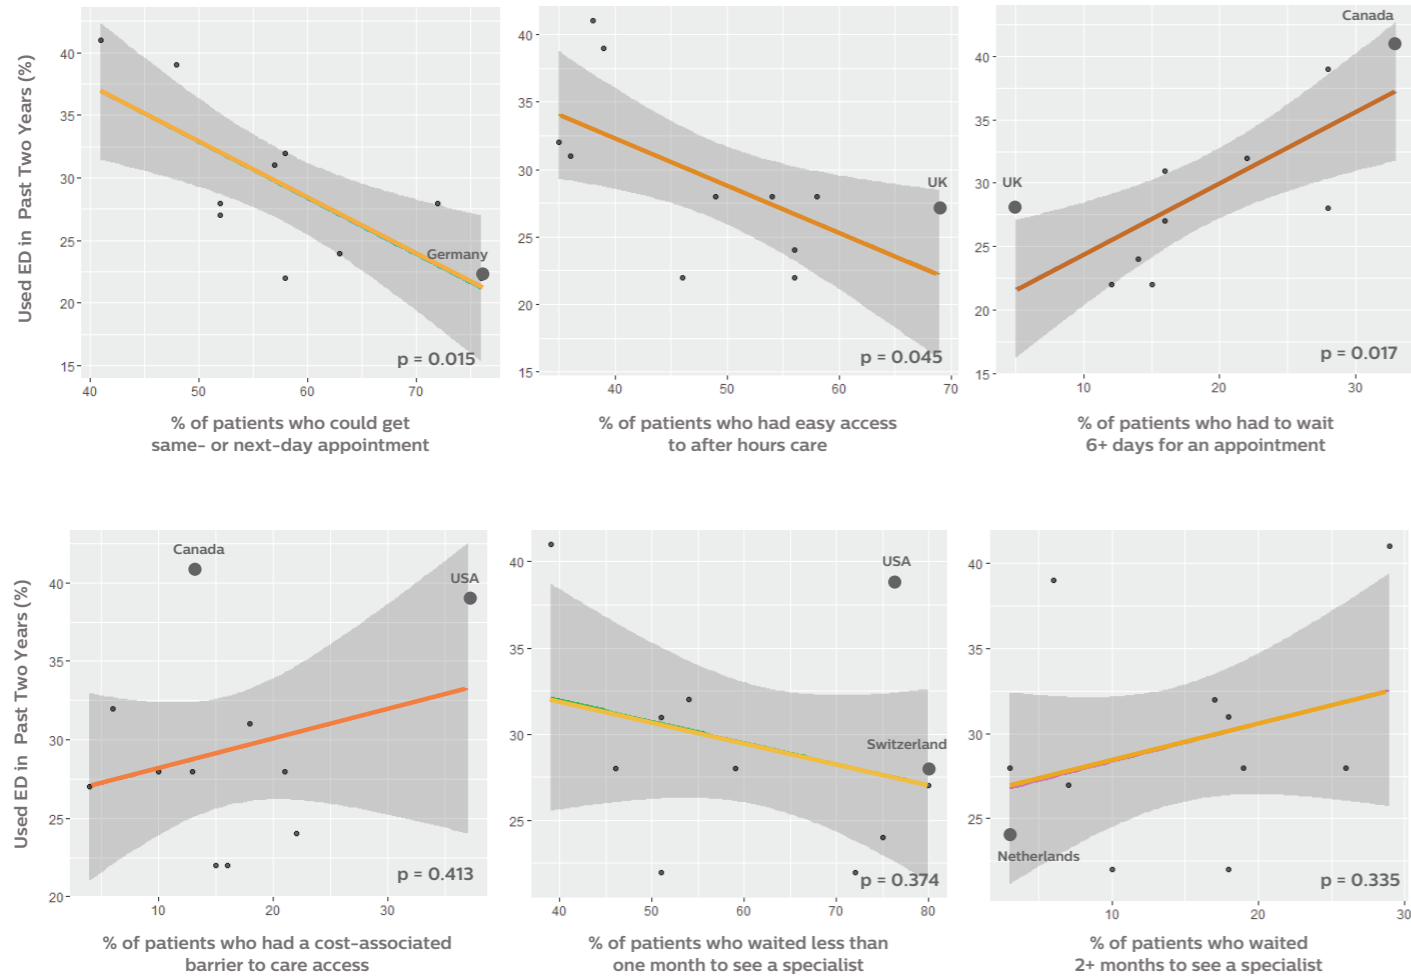 Used ED in Past Two Years (%)
40
35
30
25
20
15
Germany
p = 0.015
40 50 60 70
% of patients who could get
same- or next-day appointment
40
35
30
25
20
15
UK
p = 0.045
40 50 60 70
% of patients who had easy access
to after hours care
40
35
30
25
20
15
Canada
UK
p = 0.017
10 20 30
% of patients who had to wait
6+ days for an appointment
Used ED in Past Two Years (%)
40
35
30
25
20
Canada
USA
p = 0.413
10 20 30
% of patients who had a cost-associated
barrier to care access
40
35
30
25
USA
Switzerland
p = 0.374
40 50 60 70 80
% of patients who waited less than
one month to see a specialist
40
35
30
25
Netherlands
p = 0.335
10 20 30
% of patients who waited
2+ months to see a specialist